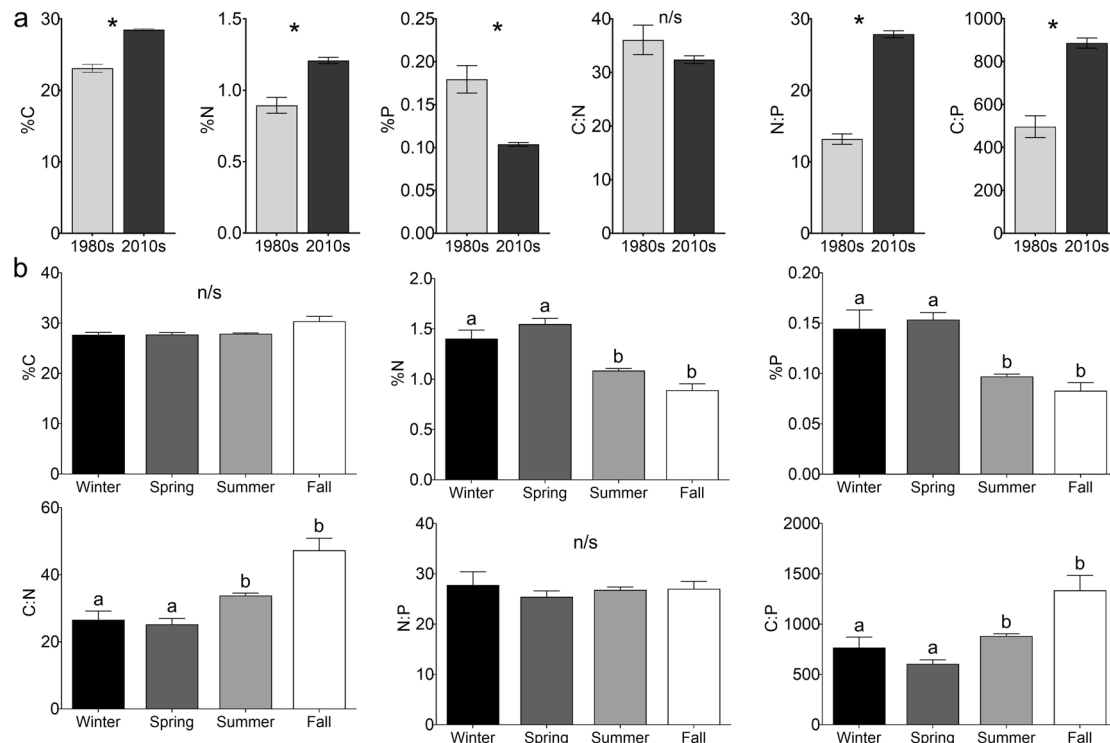 a
30
20
10
0
%C
*
1980s 2010s
1.5
1.0
0.5
0.0
%N
*
1980s 2010s
0.25
0.20
0.15
0.10
0.05
0.00
%P
*
1980s 2010s
40
30
20
10
0
C:N
n/s
1980s 2010s
30
20
10
0
N:P
*
1980s 2010s
1000
800
600
400
200
0
C:P
*
1980s 2010s
b
40
30
20
10
0
%C
n/s
Winter Spring Summer Fall
2.0
1.5
1.0
0.5
0.0
%N
a a b b
Winter Spring Summer Fall
0.20
0.15
0.10
0.05
0.00
%P
a a b b
Winter Spring Summer Fall
60
40
20
0
C:N
a a b b
Winter Spring Summer Fall
40
30
20
10
0
N:P
n/s
Winter Spring Summer Fall
2000
1500
1000
500
0
C:P
a a b b
Winter Spring Summer Fall